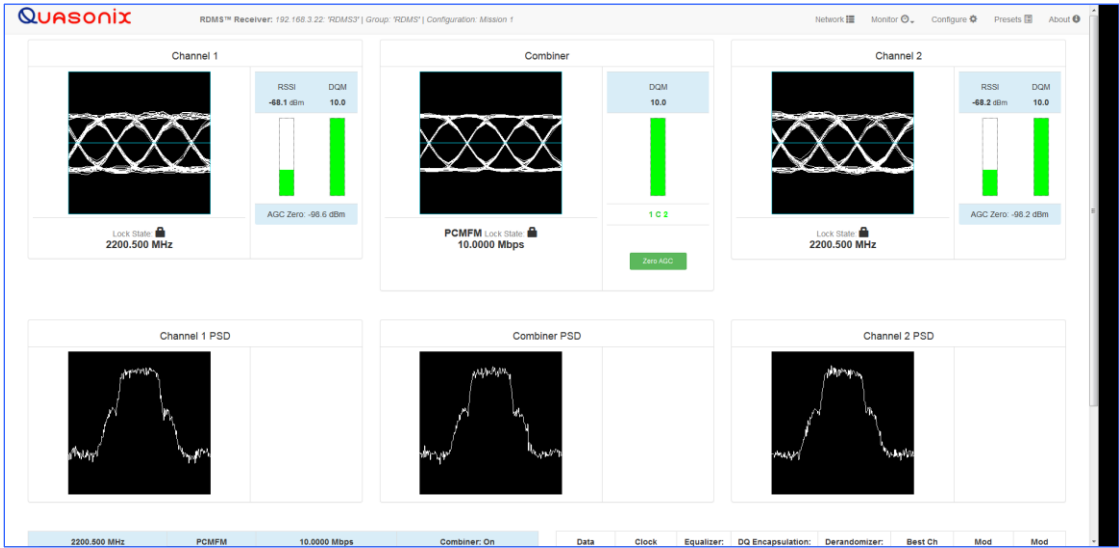 Quasonix RDMS™ Receiver: 192.168.3.22: 'RDMS3' | Group: 'RDMS' | Configuration: Mission 1 Network Monitor Configure Presets About
Channel 1
RSSI DQM
-68.1 dBm 10.0
AGC Zero: -98.6 dBm
Lock State:
2200.500 MHz
Combiner
DQM
10.0
1 C 2
PCMFM Lock State:
10.0000 Mbps
Zero AGC
Channel 2
RSSI DQM
-68.2 dBm 10.0
AGC Zero: -98.2 dBm
Lock State:
2200.500 MHz
Channel 1 PSD
Combiner PSD
Channel 2 PSD
2200.500 MHz PCMFM 10.0000 Mbps Combiner: On Data Clock Equalizer: DQ Encapsulation: Derandomizer: Best Ch Mod Mod